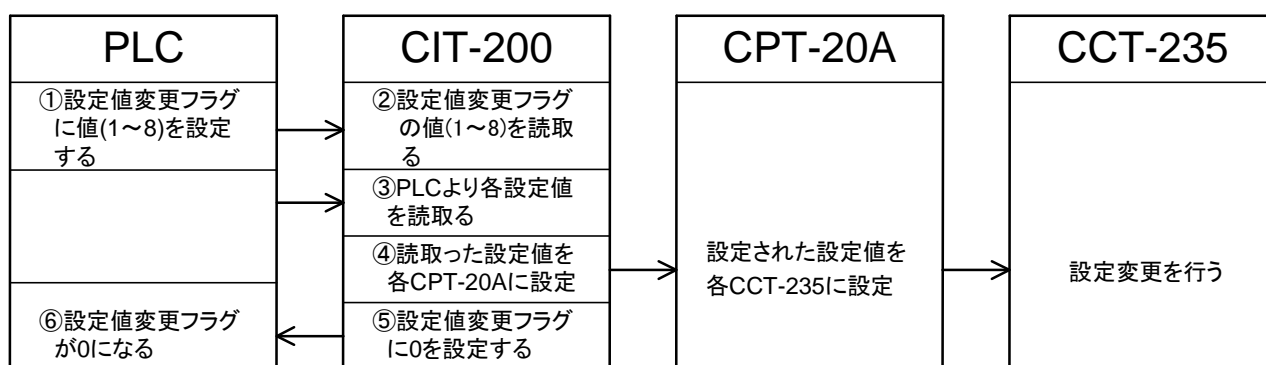 PLC
①設定値変更フラグ
に値(1～8)を設定
する
⑥設定値変更フラグ
が0になる
CIT-200
②設定値変更フラグ
の値(1～8)を読取
る
③PLCより各設定値
を読取る
④読取った設定値を
各CPT-20Aに設定
⑤設定値変更フラグ
に0を設定する
CPT-20A
設定された設定値を
各CCT-235に設定
CCT-235
設定変更を行う